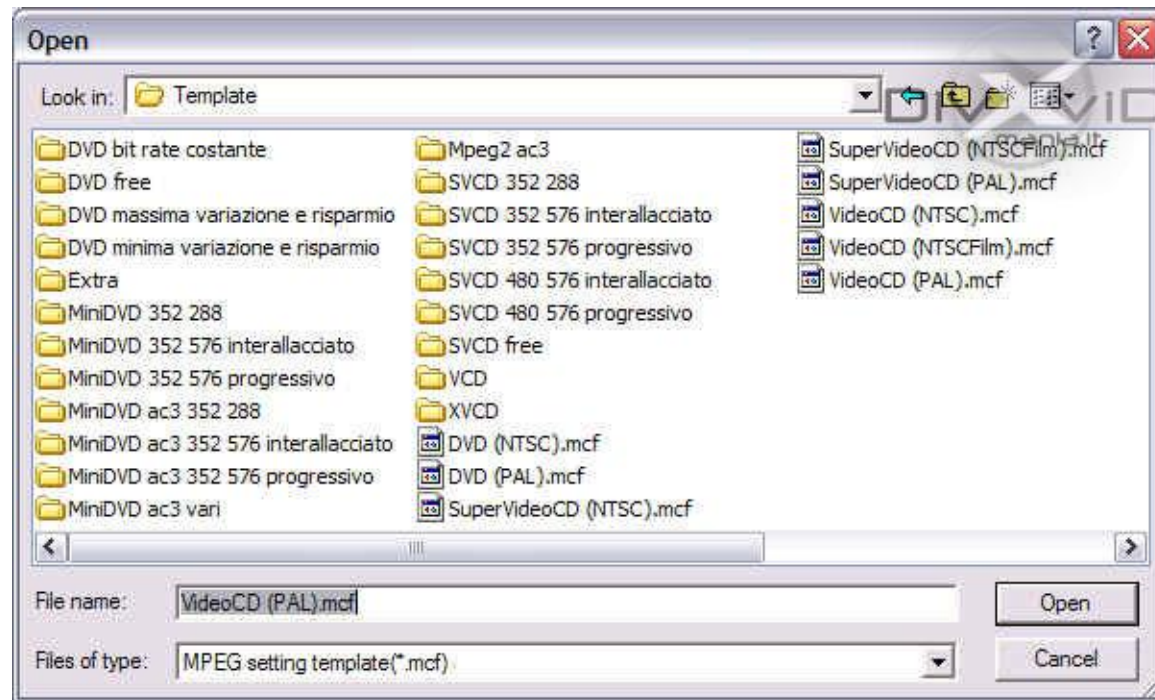 Open
Look in: Template
DVD bit rate costante
DVD free
DVD massima variazione e risparmio
DVD minima variazione e risparmio
Extra
MiniDVD 352 288
MiniDVD 352 576 interallacciato
MiniDVD 352 576 progressivo
MiniDVD ac3 352 288
MiniDVD ac3 352 576 interallacciato
MiniDVD ac3 352 576 progressivo
MiniDVD ac3 vari
Mpeg2 ac3
SVCD 352 288
SVCD 352 576 interallacciato
SVCD 352 576 progressivo
SVCD 480 576 interallacciato
SVCD 480 576 progressivo
SVCD free
VCD
XVCD
DVD (NTSC).mcf
DVD (PAL).mcf
SuperVideoCD (NTSC).mcf
SuperVideoCD (NTSCFilm).mcf
SuperVideoCD (PAL).mcf
VideoCD (NTSC).mcf
VideoCD (NTSCFilm).mcf
VideoCD (PAL).mcf
File name: VideoCD (PAL).mcf
Open
Files of type: MPEG setting template(*.mcf)
Cancel
mania.it